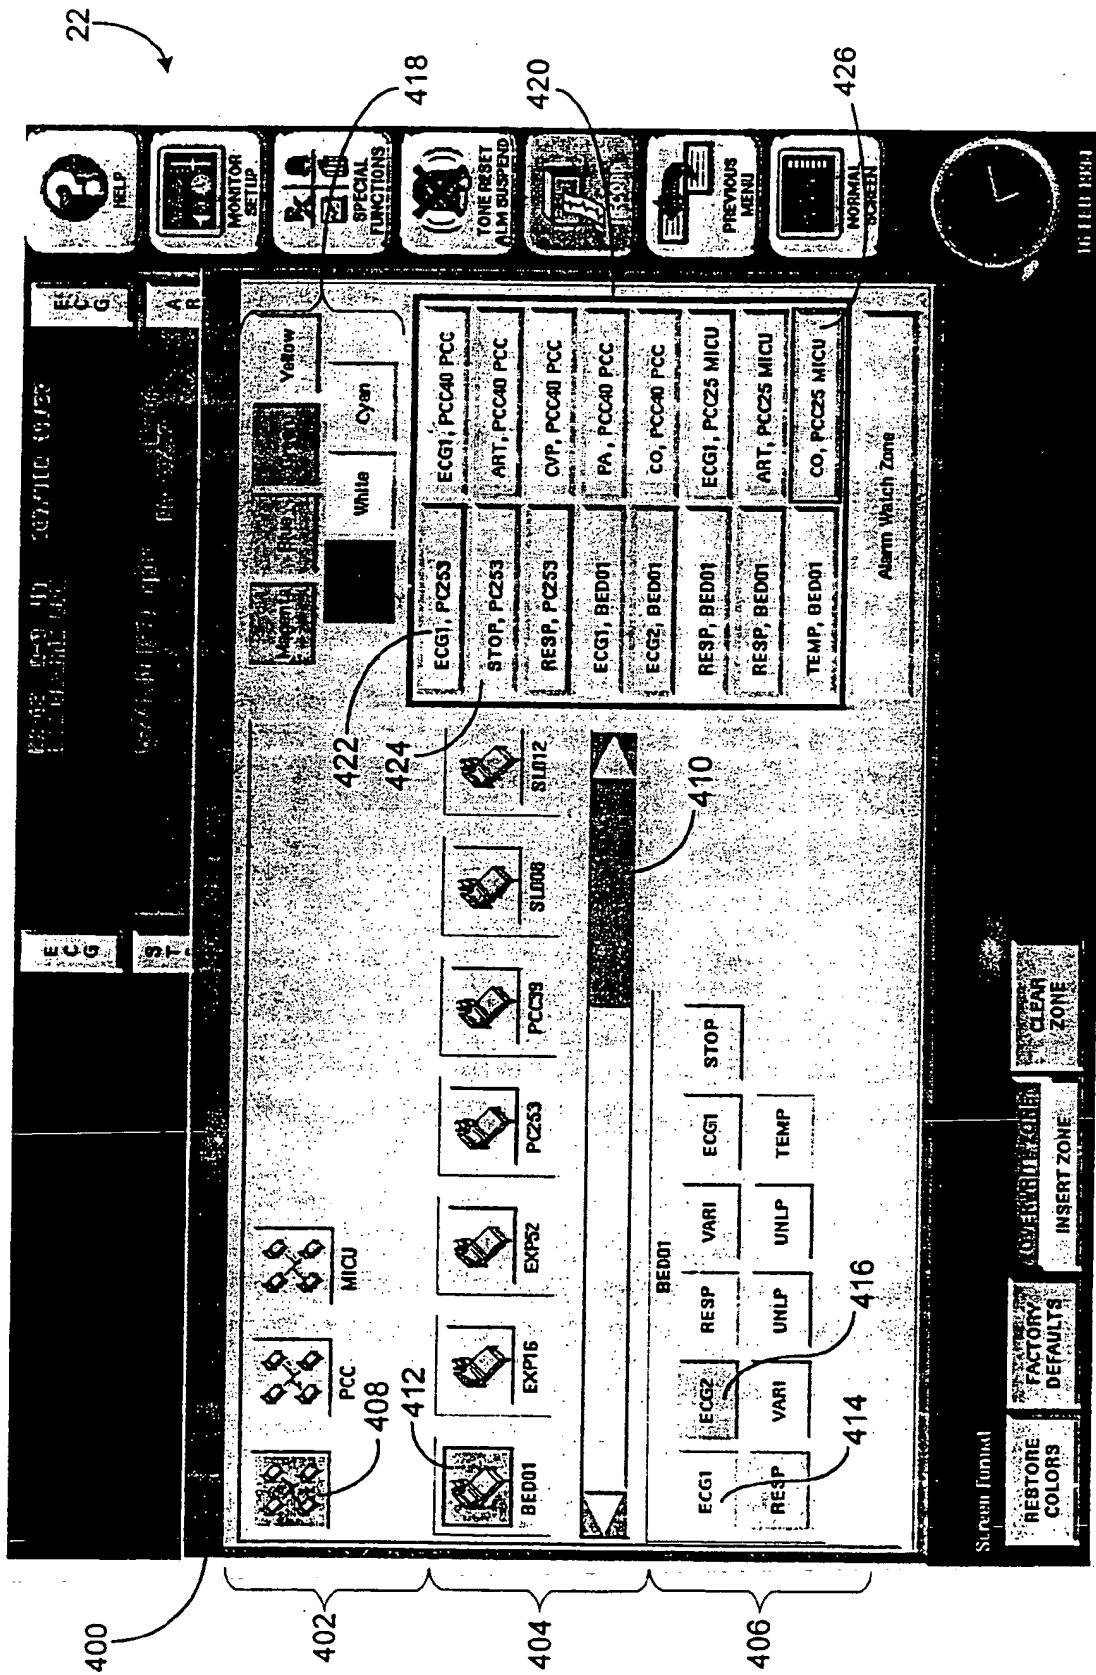 22
HELP
MONITOR
SETUP
SPECIAL
FUNCTIONS
TONE RESET
ALM SUSPEND
PREVIOUS
MENU
NORMAL
SCREEN
418
420
426
400
E
C
G
E
C
G
A
R
S
T
402
404
406
PCC
MICU
408
Yellow
Blue
White
Cyan
412
BED01
EXP16
EXP52
PC253
PCC39
SL008
SL012
410
422
424
ECG1, PC253
ECG1, PCC40 PCC
STOP, PC253
ART, PCC40 PCC
RESP, PC253
CVP, PCC40 PCC
ECG1, BED01
PA, PCC40 PCC
ECG2, BED01
CO, PCC40 PCC
RESP, BED01
ECG1, PCC25 MICU
RESP, BED01
ART, PCC25 MICU
TEMP, BED01
CO, PCC25 MICU
Alarm Watch Zone
BED01
ECG1
ECG2
RESP
VARI
ECG1
STOP
RESP
VARI
UNLP
UNLP
TEMP
414
416
Screen Format
RESTORE
COLORS
FACTORY
DEFAULTS
OVERWRITE ZONE
INSERT ZONE
CLEAR
ZONE